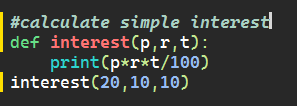 #calculate simple interest
def interest(p,r,t):
    print(p*r*t/100)
interest(20,10,10)